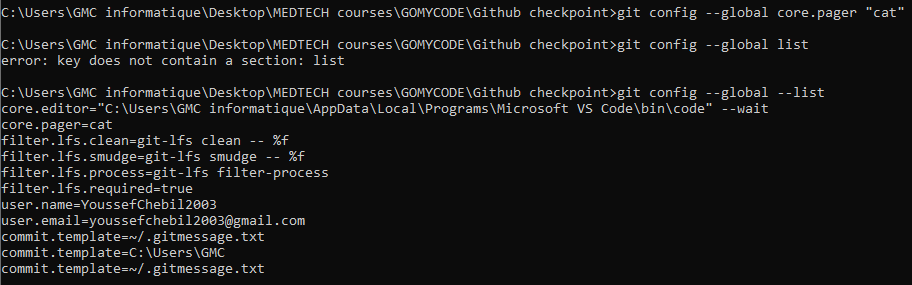 C:\Users\GMC informatique\Desktop\MEDTECH courses\GOMYCODE\Github checkpoint>git config --global core.pager "cat"
C:\Users\GMC informatique\Desktop\MEDTECH courses\GOMYCODE\Github checkpoint>git config --global list
error: key does not contain a section: list
C:\Users\GMC informatique\Desktop\MEDTECH courses\GOMYCODE\Github checkpoint>git config --global --list
core.editor="C:\Users\GMC informatique\AppData\Local\Programs\Microsoft VS Code\bin\code" --wait
core.pager=cat
filter.lfs.clean=git-lfs clean -- %f
filter.lfs.smudge=git-lfs smudge -- %f
filter.lfs.process=git-lfs filter-process
filter.lfs.required=true
user.name=YoussefChebil2003
user.email=youssefchebil2003@gmail.com
commit.template=~/.gitmessage.txt
commit.template=C:\Users\GMC
commit.template=~/.gitmessage.txt